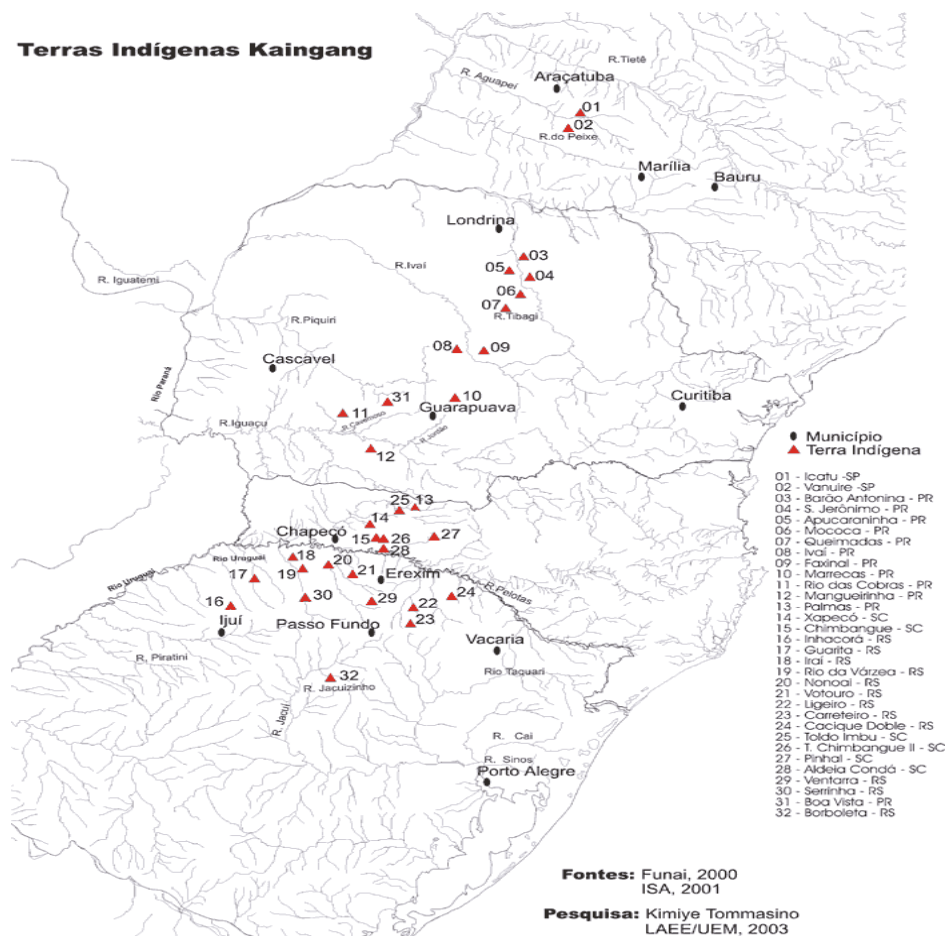 Terras Indígenas Kaingang
R.Tietê
R. Aguapeí
Araçatuba
01
02
R.do Peixe
Marília
Bauru
Londrina
03
R.Ivaí
05
04
R. Iguatemi
06
07
R.Tibagi
R.Piquiri
08
09
Cascavel
Rio Paraná
31
10
Curitiba
11
Guarapuava
R.Iguaçu
R.Cavernoso
R. Jordão
12
Município
Terra Indígena
01 - Icatu -SP
02 - Vanuire -SP
03 - Barão Antonina - PR
04 - S. Jerônimo - PR
05 - Apucaraninha - PR
06 - Mococa - PR
07 - Queimadas - PR
08 - Ivaí - PR
09 - Faxinal - PR
10 - Marrecas - PR
11 - Rio das Cobras - PR
12 - Mangueirinha - PR
13 - Palmas - PR
14 - Xapecó - SC
15 - Chimbangue - SC
16 - Inhacorá - RS
17 - Guarita - RS
18 - Iraí - RS
19 - Rio da Várzea - RS
20 - Nonoai - RS
21 - Votouro - RS
22 - Ligeiro - RS
23 - Carreteiro - RS
24 - Cacique Doble - RS
25 - Toldo Imbu - SC
26 - T. Chimbangue II - SC
27 - Pinhal - SC
28 - Aldeia Condá - SC
29 - Ventarra - RS
30 - Serrinha - RS
31 - Boa Vista - PR
32 - Borboleta - RS
25
13
14
Chapecó
15
26
27
28
Rio Uruguai
Rio Uruguai
18
20
19
21
Erexim
17
R.Pelotas
24
30
29
22
16
Ijuí
Passo Fundo
23
Vacaria
R. Piratini
Rio Taquari
32
R. Jacuizinho
R. Jacuí
R. Cai
R. Sinos
Porto Alegre
Fontes: Funai, 2000
ISA, 2001
Pesquisa: Kimiye Tommasino
LAEE/UEM, 2003